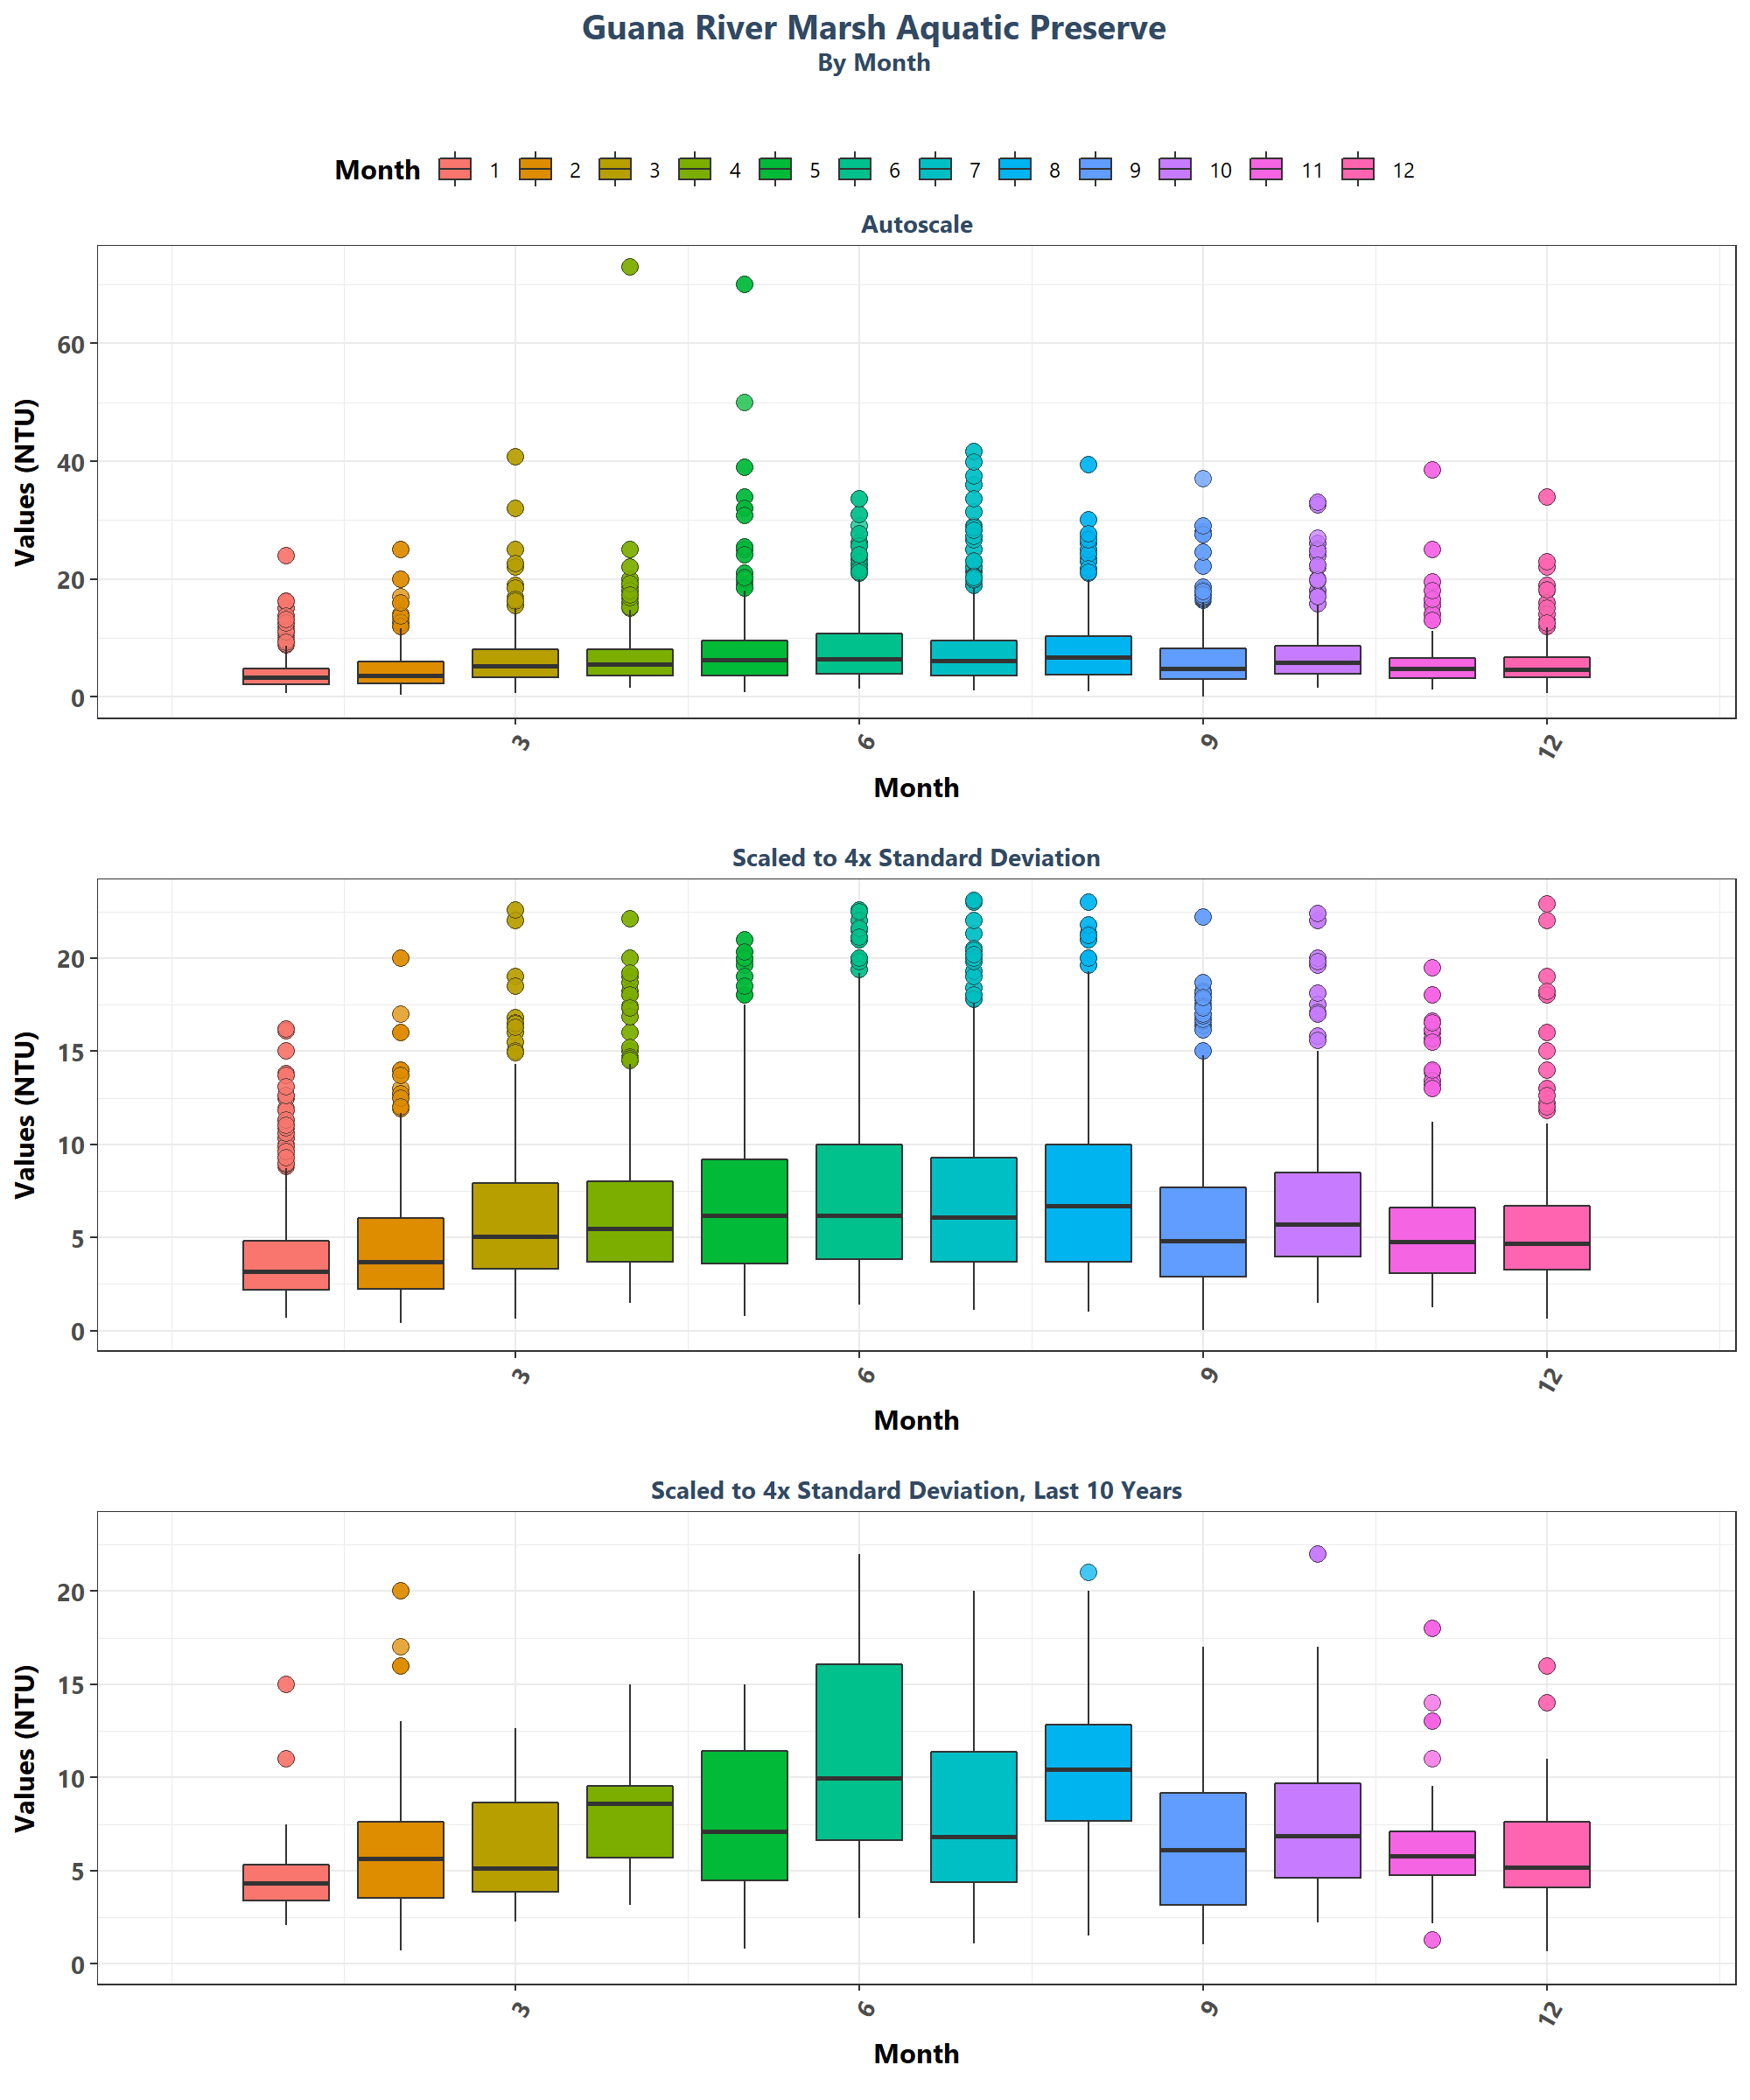 Guana River Marsh Aquatic Preserve
By Month
Month 1 2 3 4 5 6 7 8 9 10 11 12
Autoscale
Values (NTU)
60
40
20
0
3 6 9 12
Month
Scaled to 4x Standard Deviation
Values (NTU)
20
15
10
5
0
3 6 9 12
Month
Scaled to 4x Standard Deviation, Last 10 Years
Values (NTU)
20
15
10
5
0
3 6 9 12
Month